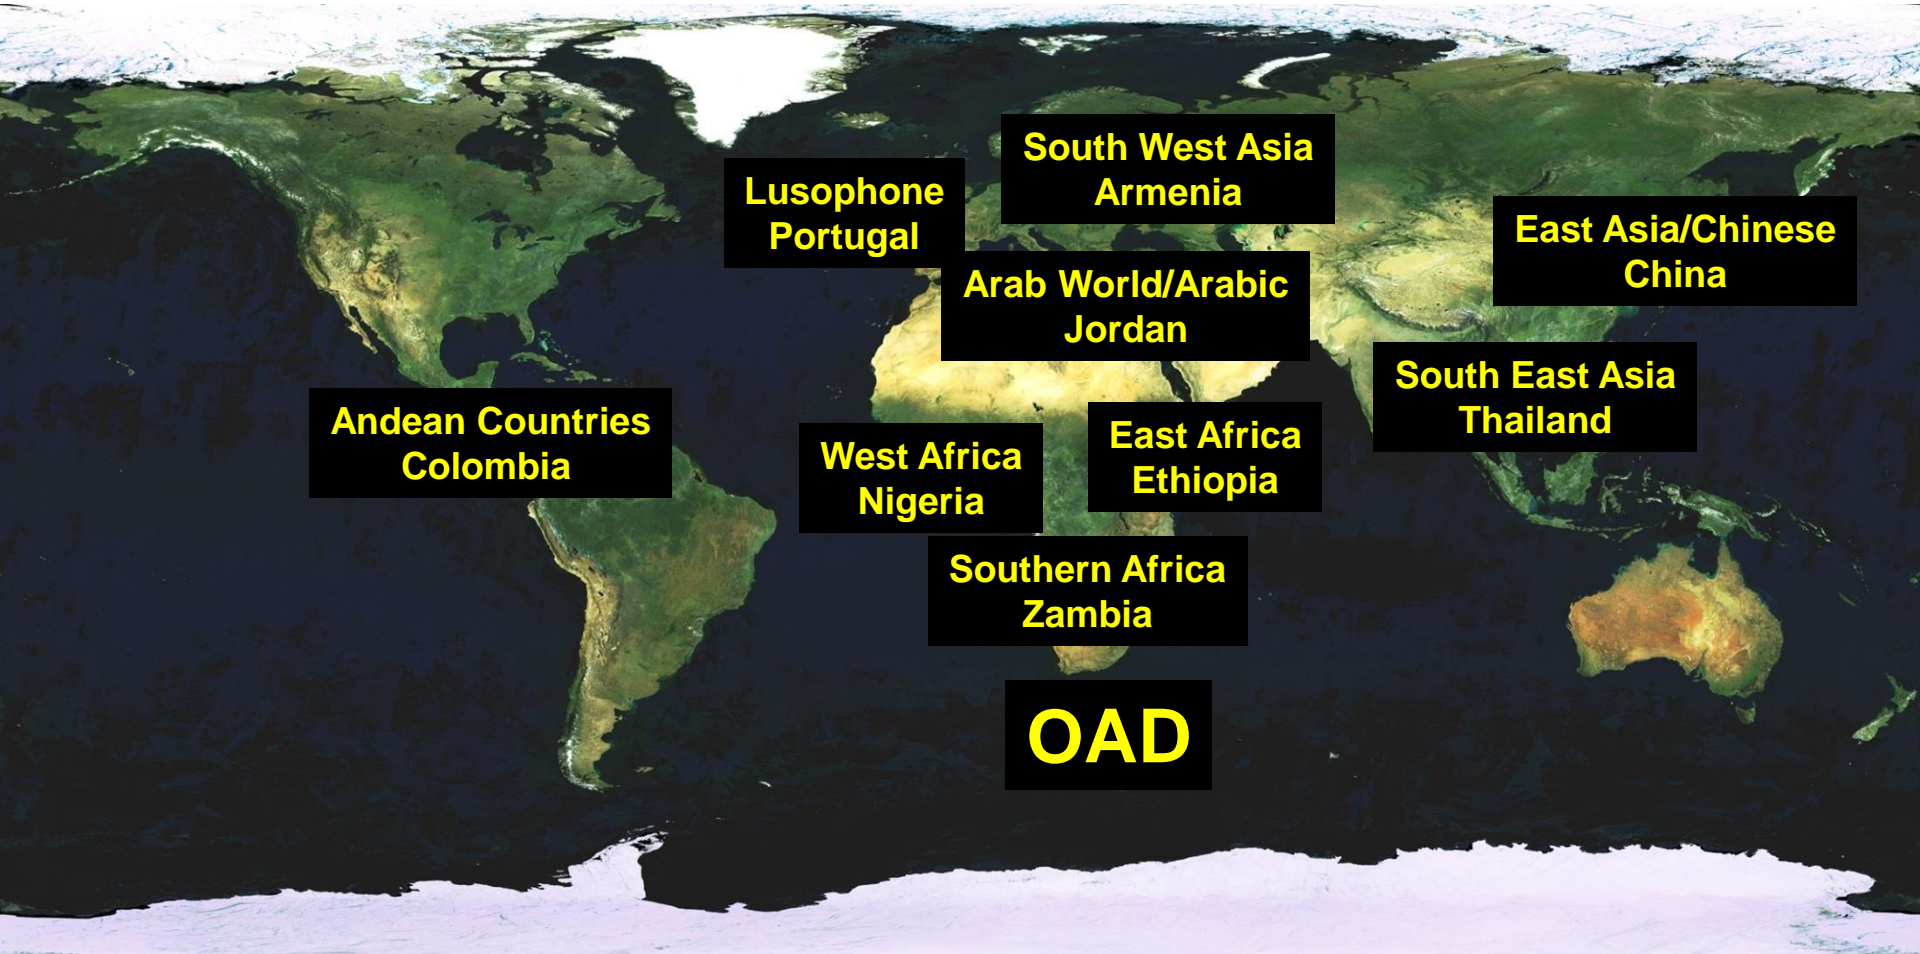 South West Asia
Armenia
Lusophone
Portugal
East Asia/Chinese
China
Arab World/Arabic
Jordan
South East Asia
Thailand
Andean Countries
Colombia
West Africa
Nigeria
East Africa
Ethiopia
Southern Africa
Zambia
OAD